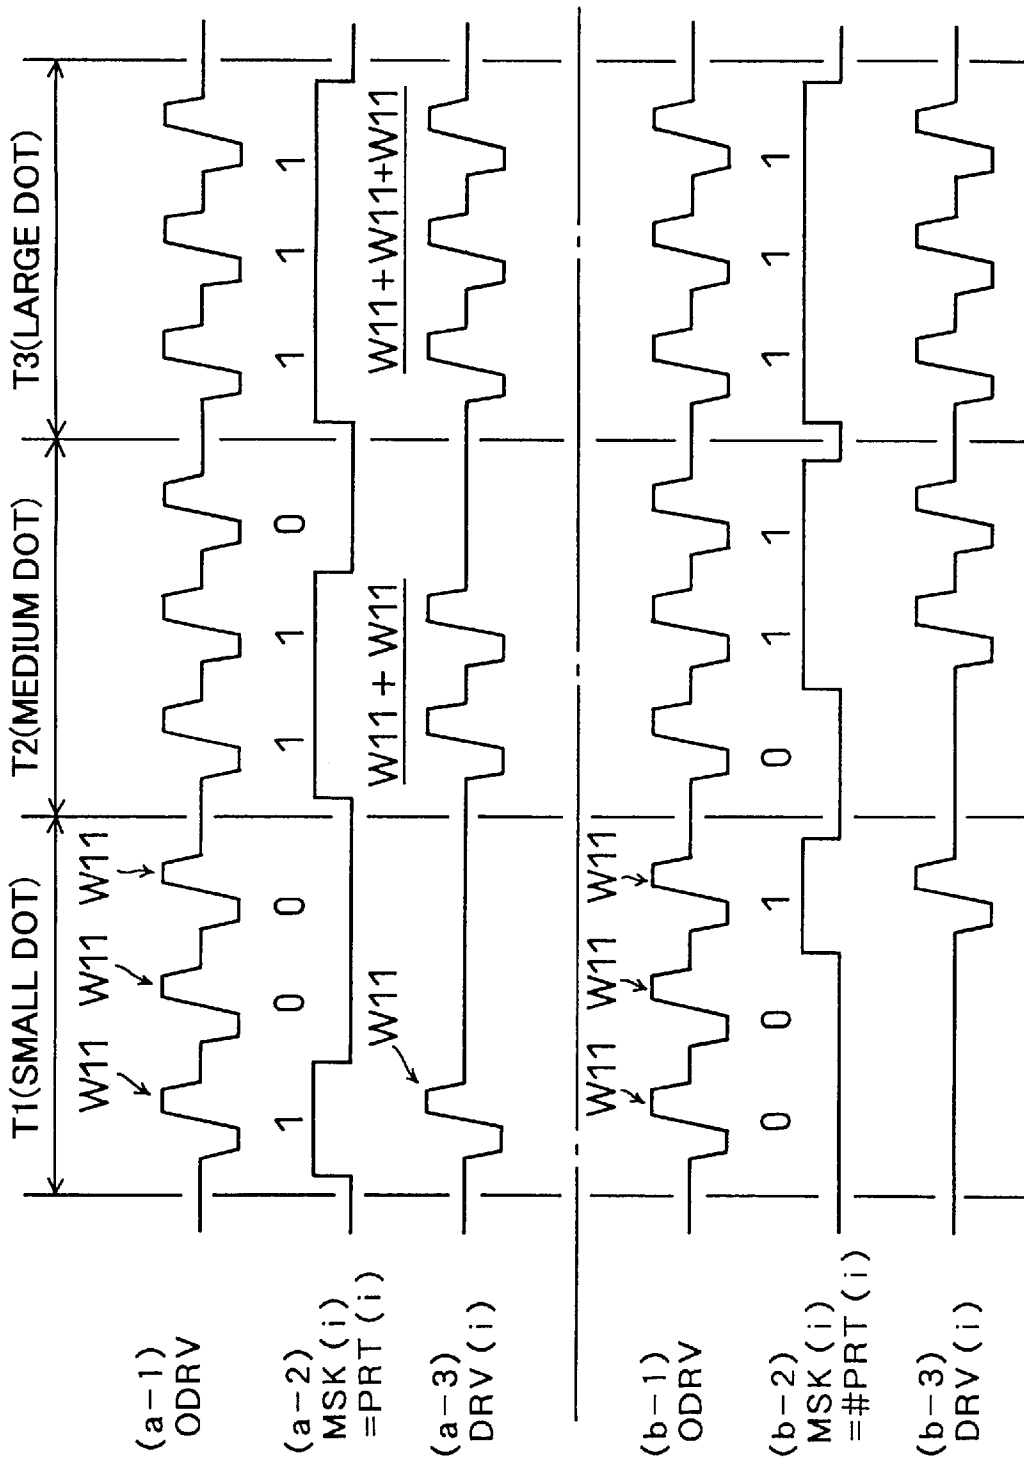 T1(SMALL DOT) T2(MEDIUM DOT) T3(LARGE DOT)
(a-1)
ODRV
W11 W11 W11
(a-2)
MSK (i)
=PRT (i)
1 0 0 1 1 0 1 1 1
(a-3)
DRV (i)
W11 W11 + W11 W11+W11+W11
(b-1)
ODRV
W11 W11 W11
(b-2)
MSK (i)
=#PRT (i)
0 0 1 0 1 1 1 1 1
(b-3)
DRV (i)